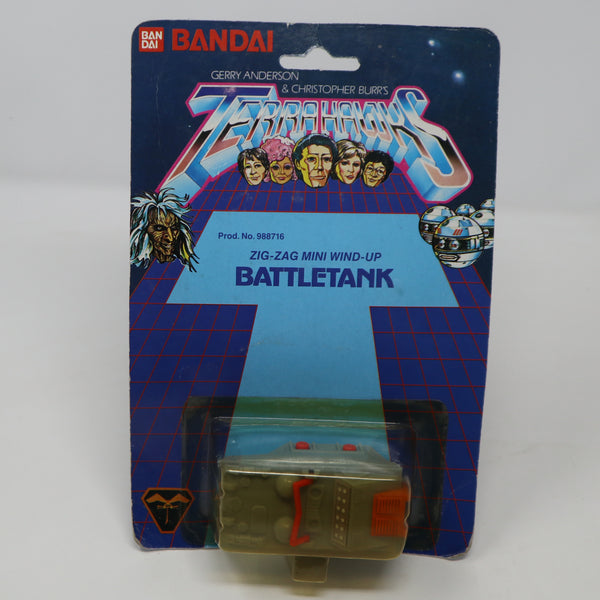 BAN
DAI
BANDAI
GERRY ANDERSON
& CHRISTOPHER BURR'S
TERRAHAWKS
Prod. No. 988716
ZIG-ZAG MINI WIND-UP
BATTLETANK